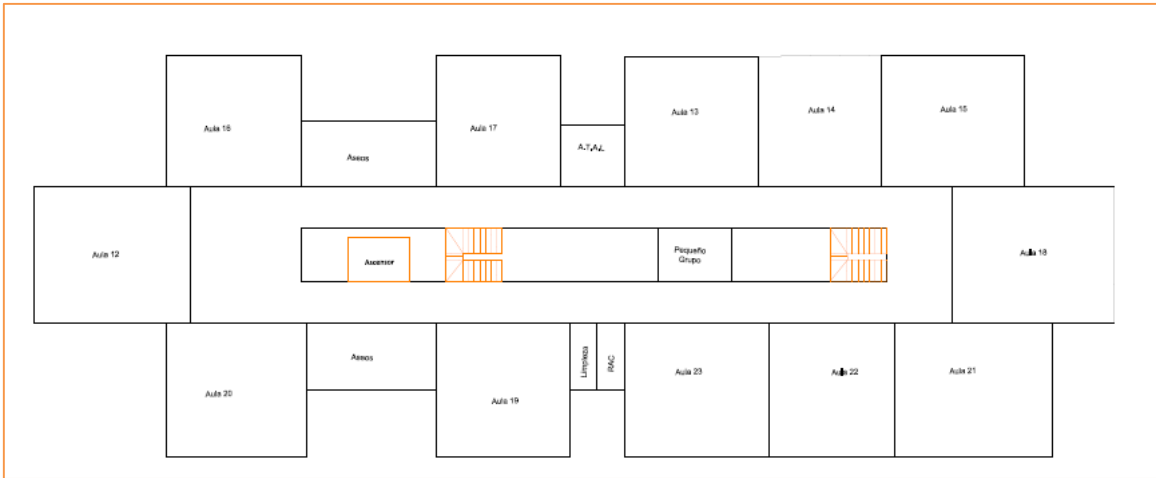 Aula 16
Aseos
Aula 17
A.T.A.L
Aula 13
Aula 14
Aula 15
Aula 12
Ascensor
Pequeño
Grupo
Aula 18
Aula 20
Aseos
Aula 19
Limpieza
RAC
Aula 23
Aula 22
Aula 21